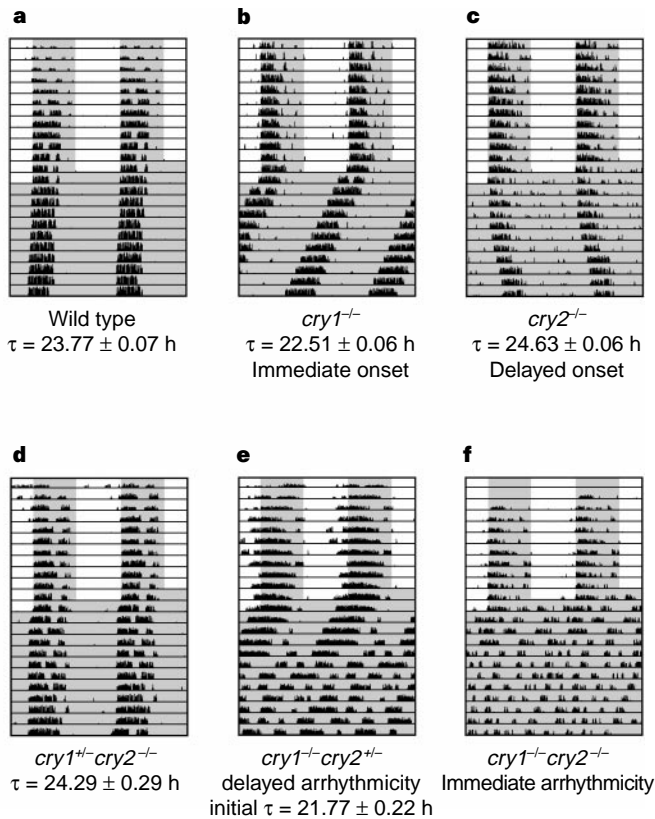 a
Wild type
τ = 23.77 ± 0.07 h
b
cry1–/–
τ = 22.51 ± 0.06 h
Immediate onset
c
cry2–/–
τ = 24.63 ± 0.06 h
Delayed onset
d
cry1+/–cry2–/–
τ = 24.29 ± 0.29 h
e
cry1–/–cry2+/–
delayed arrhythmicity
initial τ = 21.77 ± 0.22 h
f
cry1–/–cry2–/–
Immediate arrhythmicity